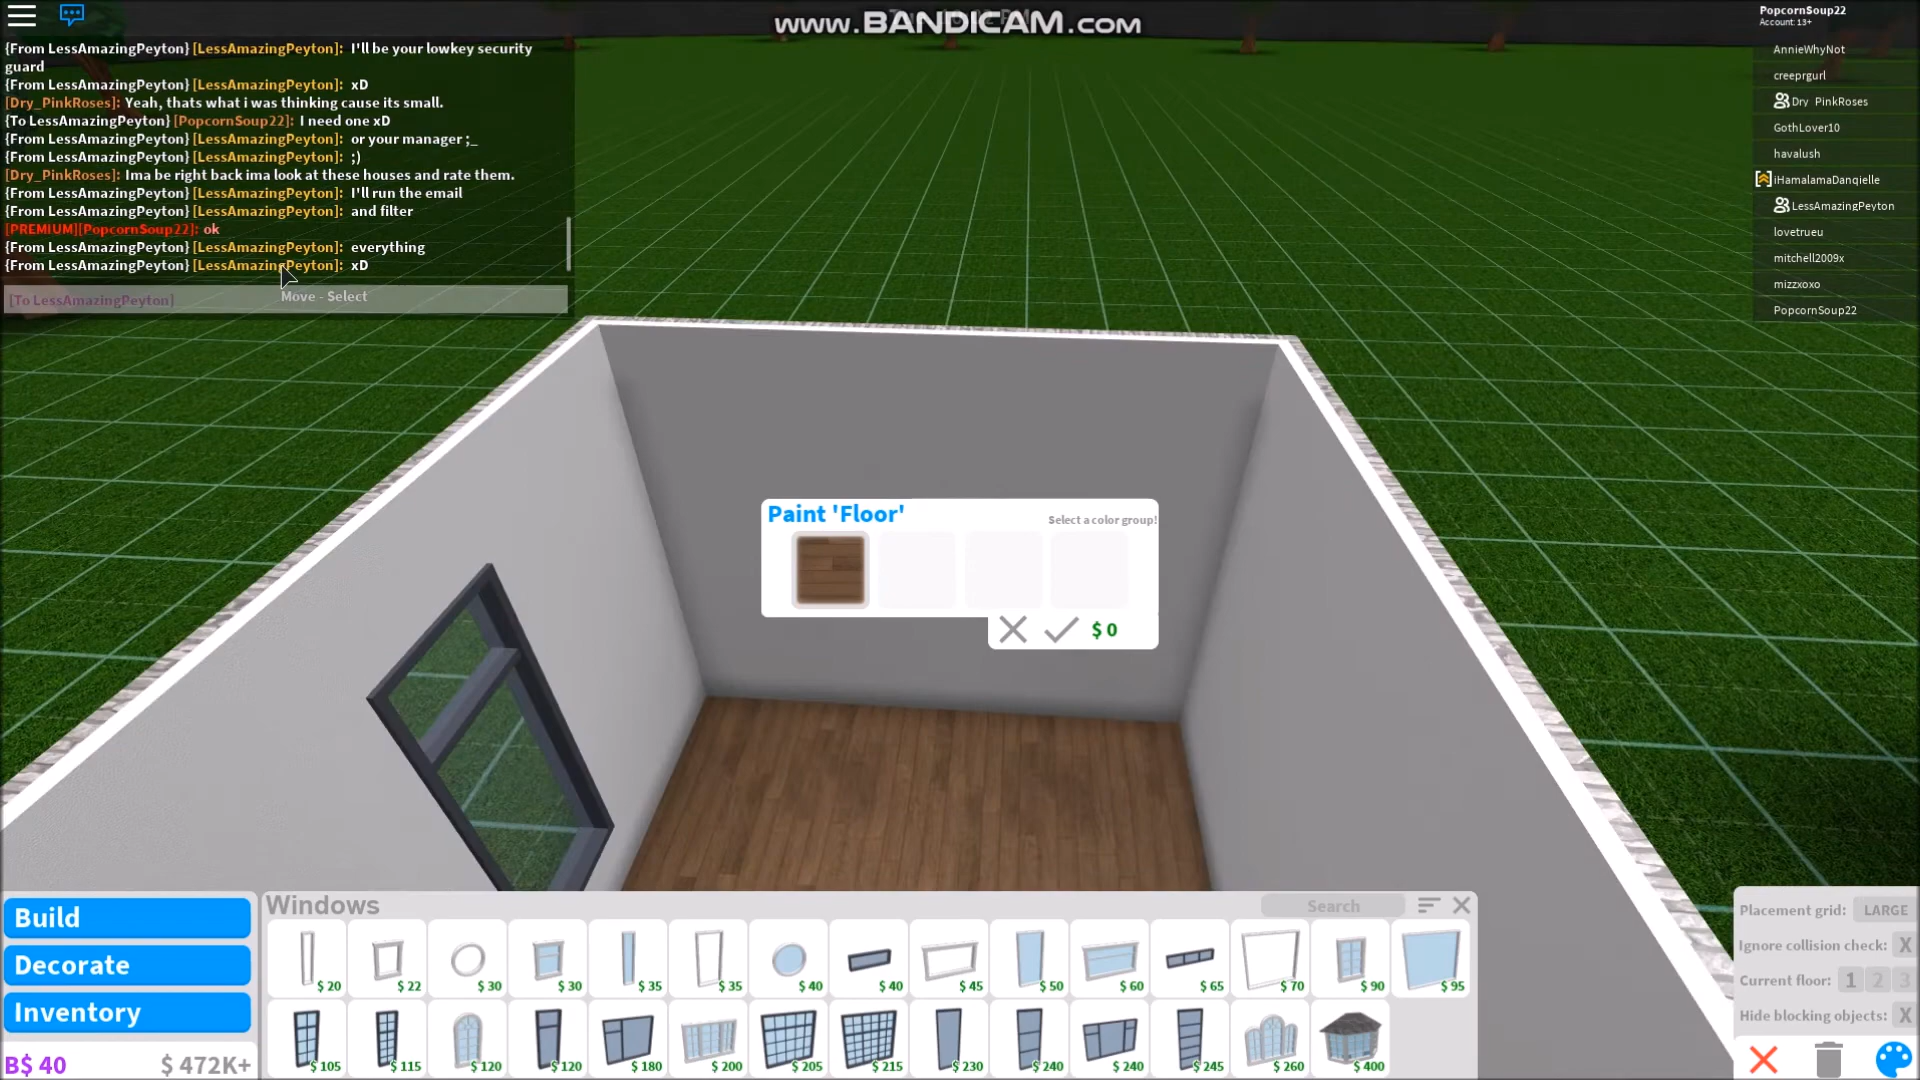 www.BANDICAM.com
PopcornSoup22
Account: 13+
{From LessAmazingPeyton} [LessAmazingPeyton]: I'll be your lowkey security
guard
{From LessAmazingPeyton} [LessAmazingPeyton]: xD
[Dry_PinkRoses]: Yeah, thats what i was thinking cause its small.
{To LessAmazingPeyton} [PopcornSoup22]: I need one xD
{From LessAmazingPeyton} [LessAmazingPeyton]: or your manager ;_
{From LessAmazingPeyton} [LessAmazingPeyton]: ;)
[Dry_PinkRoses]: Ima be right back ima look at these houses and rate them.
{From LessAmazingPeyton} [LessAmazingPeyton]: I'll run the email
{From LessAmazingPeyton} [LessAmazingPeyton]: and filter
[PREMIUM][PopcornSoup22]: ok
{From LessAmazingPeyton} [LessAmazingPeyton]: everything
{From LessAmazingPeyton} [LessAmazingPeyton]: xD
[To LessAmazingPeyton]
Move - Select
AnnieWhyNot
creeprgurl
Dry_PinkRoses
GothLover10
havalush
iHamalamaDanqielle
LessAmazingPeyton
lovetrueu
mitchell2009x
mizzxoxo
PopcornSoup22
Paint 'Floor'
Select a color group!
$ 0
Build
Decorate
Inventory
B$ 40 $ 472K+
Windows
Search
$ 20 $ 22 $ 30 $ 30 $ 35 $ 35 $ 40 $ 40 $ 45 $ 50 $ 60 $ 65 $ 70 $ 90 $ 95
$ 105 $ 115 $ 120 $ 120 $ 180 $ 200 $ 205 $ 215 $ 230 $ 240 $ 240 $ 245 $ 260 $ 400
Placement grid: LARGE
Ignore collision check: X
Current floor: 1 2 3
Hide blocking objects: X